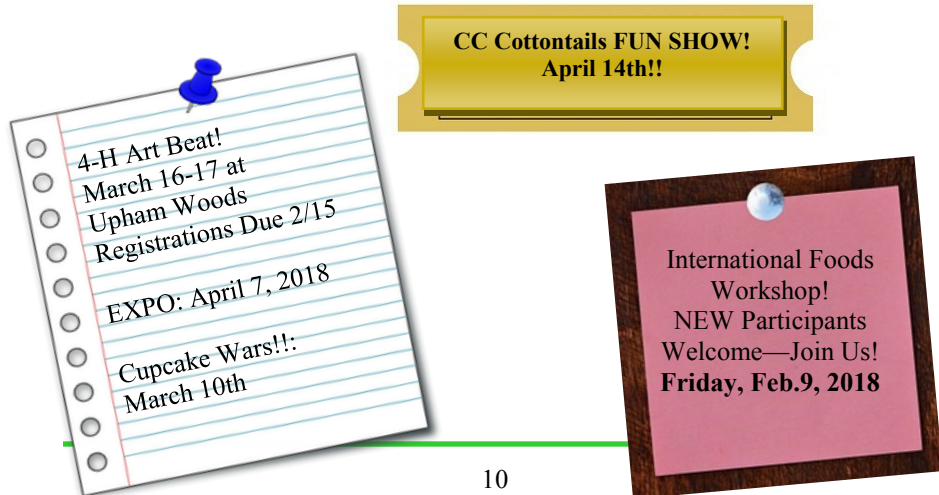 CC Cottontails FUN SHOW!
April 14th!!
4-H Art Beat!
March 16-17 at
Upham Woods
Registrations Due 2/15
EXPO: April 7, 2018
Cupcake Wars!!:
March 10th
International Foods
Workshop!
NEW Participants
Welcome—Join Us!
Friday, Feb.9, 2018
10